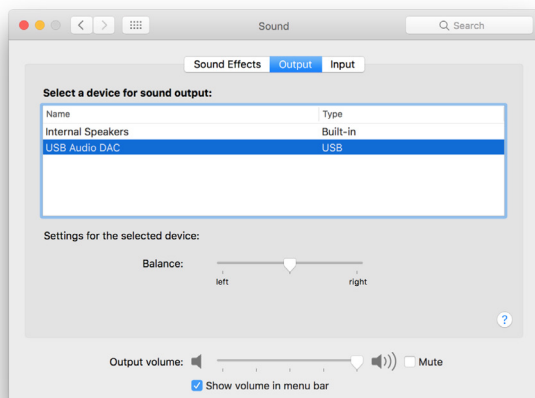 Sound
Search
Sound Effects Output Input
Select a device for sound output:
Name Type
Internal Speakers Built-in
USB Audio DAC USB
Settings for the selected device:
Balance:
left right
?
Output volume: Mute
Show volume in menu bar